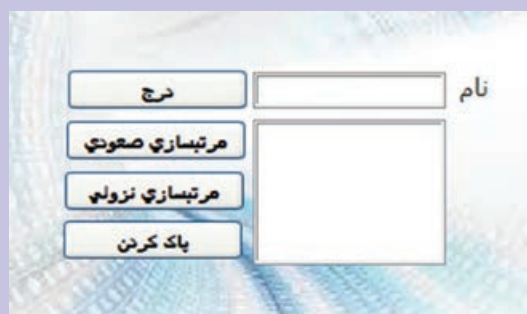 نام
درج
مرتبسازي صعودي
مرتبسازي نزولي
پاک کردن